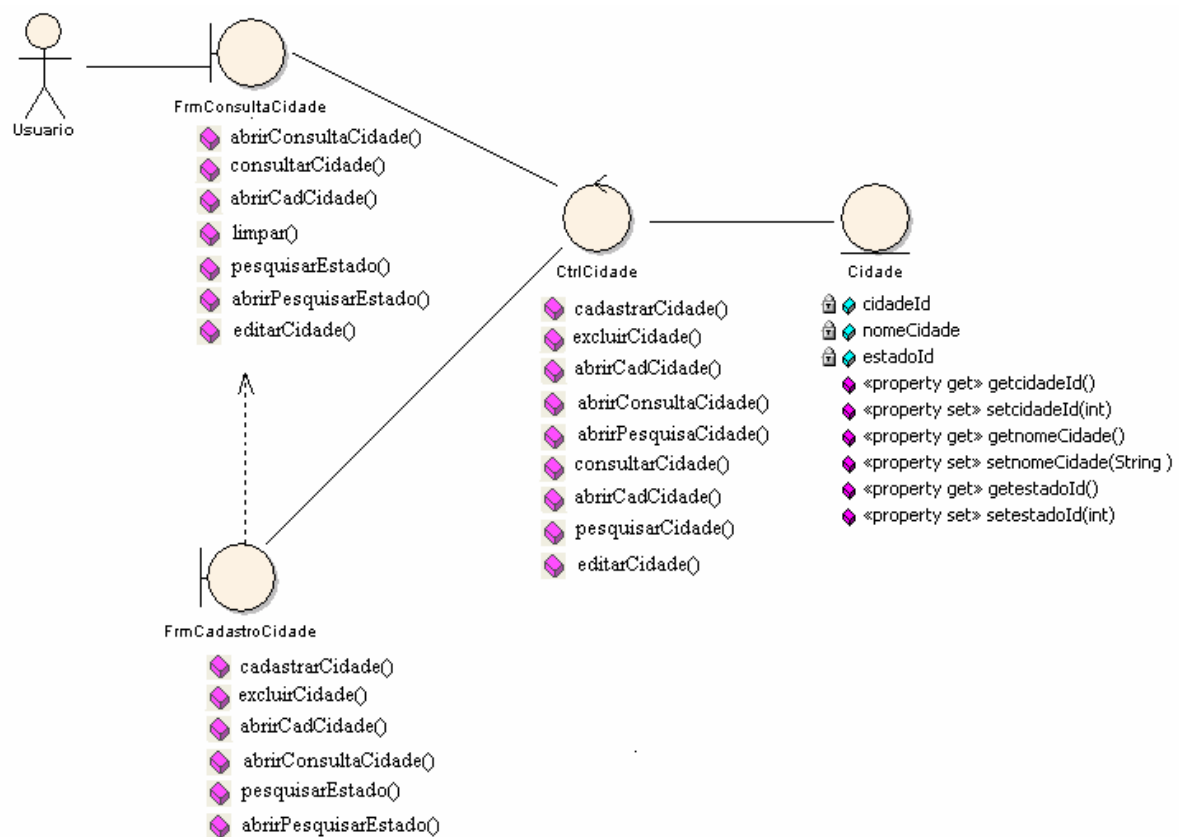 Usuario
FrmConsultaCidade
abrirConsultaCidade()
consultarCidade()
abrirCadCidade()
limpar()
pesquisarEstado()
abrirPesquisarEstado()
editarCidade()
CtrlCidade
cadastrarCidade()
excluirCidade()
abrirCadCidade()
abrirConsultaCidade()
abrirPesquisaCidade()
consultarCidade()
abrirCadCidade()
pesquisarCidade()
editarCidade()
Cidade
cidadeId
nomeCidade
estadoId
«property get» getcidadeId()
«property set» setcidadeId(int)
«property get» getnomeCidade()
«property set» setnomeCidade(String )
«property get» getestadoId()
«property set» setestadoId(int)
FrmCadastroCidade
cadastrarCidade()
excluirCidade()
abrirCadCidade()
abrirConsultaCidade()
pesquisarEstado()
abrirPesquisarEstado()